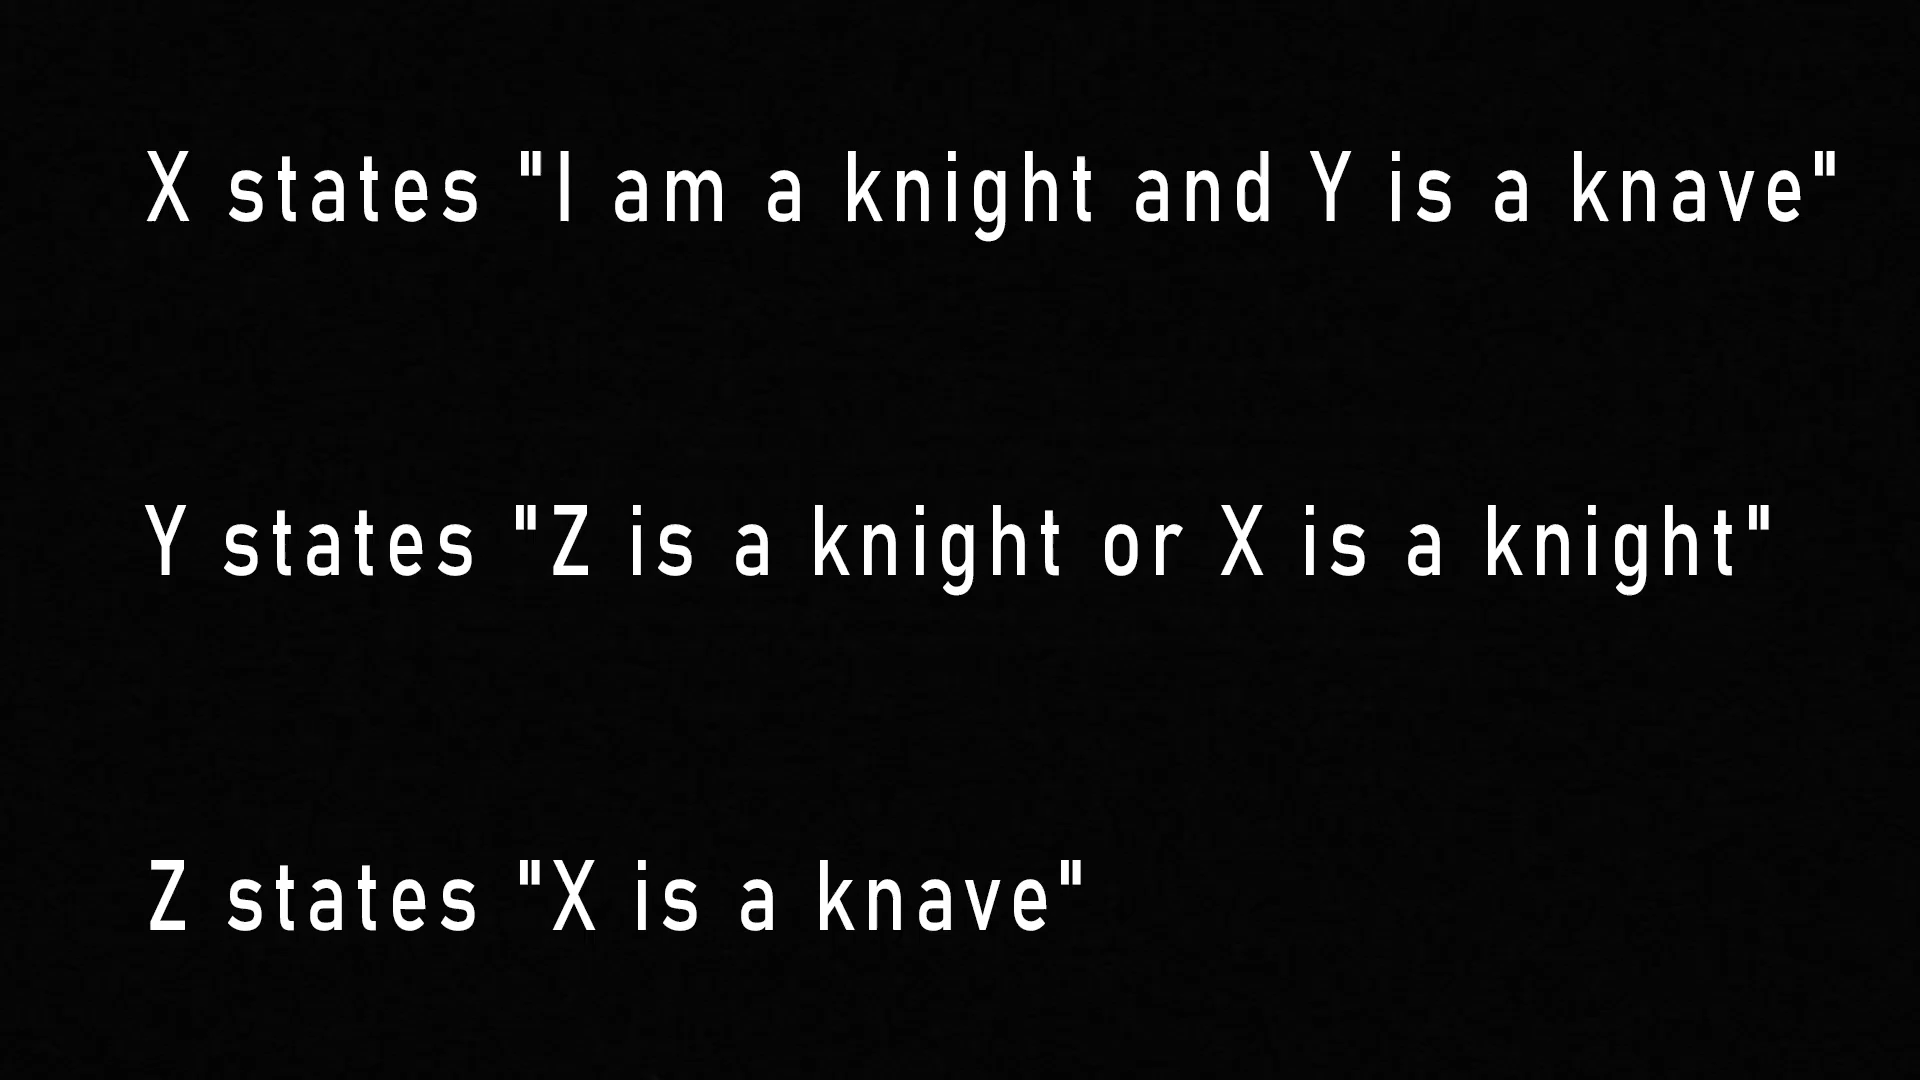 X states "I am a knight and Y is a knave"
Y states "Z is a knight or X is a knight"
Z states "X is a knave"